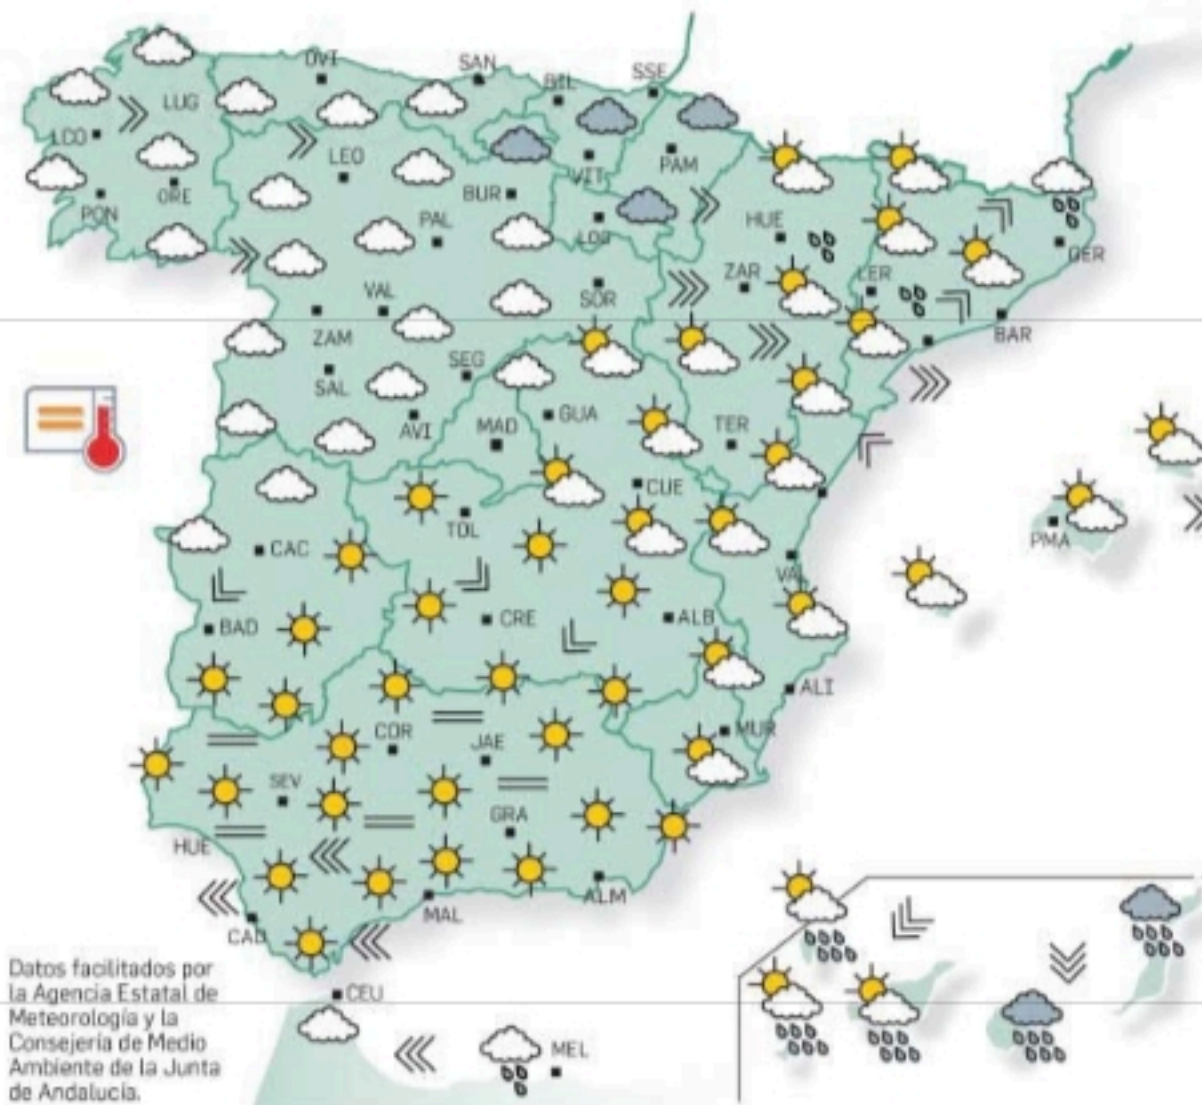 OVI
SAN
BIL
SSE
LUG
LCO
LEO
VIT
PAM
ORE
BUR
PON
PAL
LOG
HUE
GER
ZAR
LER
VAL
SOR
ZAM
BAR
SEG
SAL
AVI
MAD
GUA
TER
CUE
TOL
PMA
CAC
VAL
BAD
CRE
ALB
ALI
COR
MUR
JAE
SEV
GRA
HUE
ALM
MAL
CAD
CEU
MEL
Datos facilitados por
la Agencia Estatal de
Meteorología y la
Consejería de Medio
Ambiente de la Junta
de Andalucía.